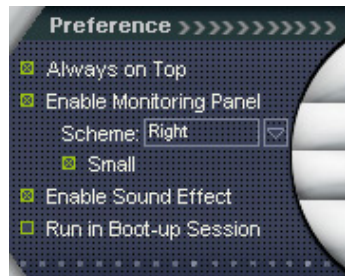 Preference >>>>>>>>>>>
Always on Top
Enable Monitoring Panel
Scheme: Right
Small
Enable Sound Effect
Run in Boot-up Session